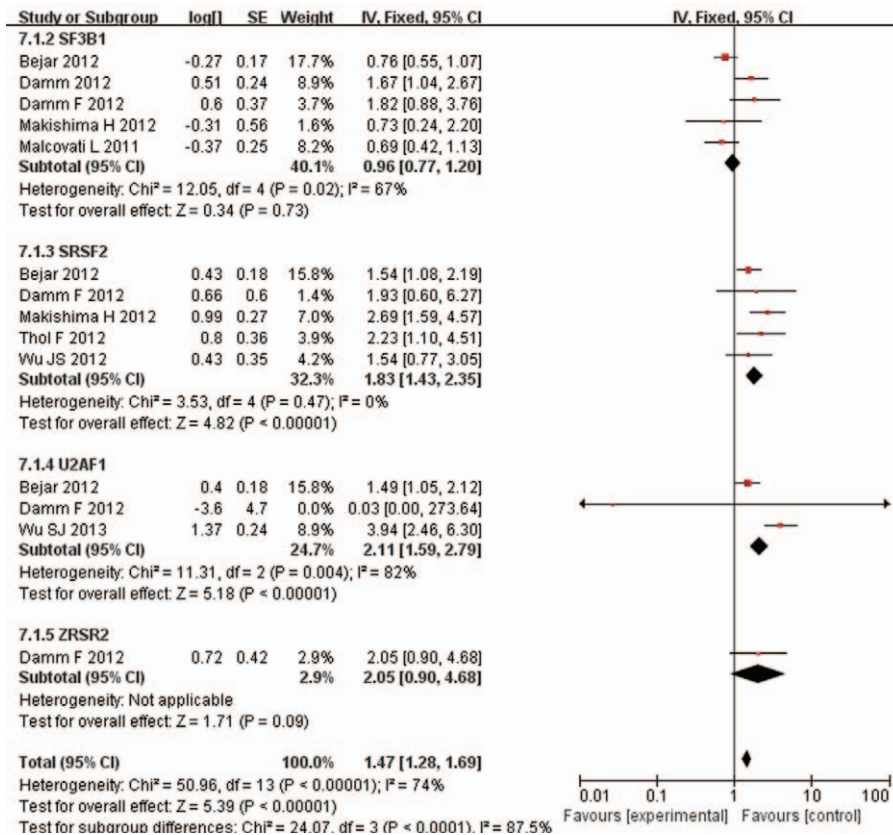 Study or Subgroup log[] SE Weight IV, Fixed, 95% CI IV, Fixed, 95% CI
7.1.2 SF3B1
Bejar 2012 -0.27 0.17 17.7% 0.76 [0.55, 1.07]
Damm 2012 0.51 0.24 8.9% 1.67 [1.04, 2.67]
Damm F 2012 0.6 0.37 3.7% 1.82 [0.88, 3.76]
Makishima H 2012 -0.31 0.56 1.6% 0.73 [0.24, 2.20]
Malcovati L 2011 -0.37 0.25 8.2% 0.69 [0.42, 1.13]
Subtotal (95% CI) 40.1% 0.96 [0.77, 1.20]
Heterogeneity: Chi² = 12.05, df = 4 (P = 0.02); I² = 67%
Test for overall effect: Z = 0.34 (P = 0.73)
7.1.3 SRSF2
Bejar 2012 0.43 0.18 15.8% 1.54 [1.08, 2.19]
Damm F 2012 0.66 0.6 1.4% 1.93 [0.60, 6.27]
Makishima H 2012 0.99 0.27 7.0% 2.69 [1.59, 4.57]
Thol F 2012 0.8 0.36 3.9% 2.23 [1.10, 4.51]
Wu JS 2012 0.43 0.35 4.2% 1.54 [0.77, 3.05]
Subtotal (95% CI) 32.3% 1.83 [1.43, 2.35]
Heterogeneity: Chi² = 3.53, df = 4 (P = 0.47); I² = 0%
Test for overall effect: Z = 4.82 (P < 0.00001)
7.1.4 U2AF1
Bejar 2012 0.4 0.18 15.8% 1.49 [1.05, 2.12]
Damm F 2012 -3.6 4.7 0.0% 0.03 [0.00, 273.64]
Wu SJ 2013 1.37 0.24 8.9% 3.94 [2.46, 6.30]
Subtotal (95% CI) 24.7% 2.11 [1.59, 2.79]
Heterogeneity: Chi² = 11.31, df = 2 (P = 0.004); I² = 82%
Test for overall effect: Z = 5.18 (P < 0.00001)
7.1.5 ZRSR2
Damm F 2012 0.72 0.42 2.9% 2.05 [0.90, 4.68]
Subtotal (95% CI) 2.9% 2.05 [0.90, 4.68]
Heterogeneity: Not applicable
Test for overall effect: Z = 1.71 (P = 0.09)
Total (95% CI) 100.0% 1.47 [1.28, 1.69]
Heterogeneity: Chi² = 50.96, df = 13 (P < 0.00001); I² = 74%
Test for overall effect: Z = 5.39 (P < 0.00001)
Test for subgroup differences: Chi² = 24.07, df = 3 (P < 0.0001), I² = 87.5%
0.01 0.1 1 10 100
Favours [experimental] Favours [control]